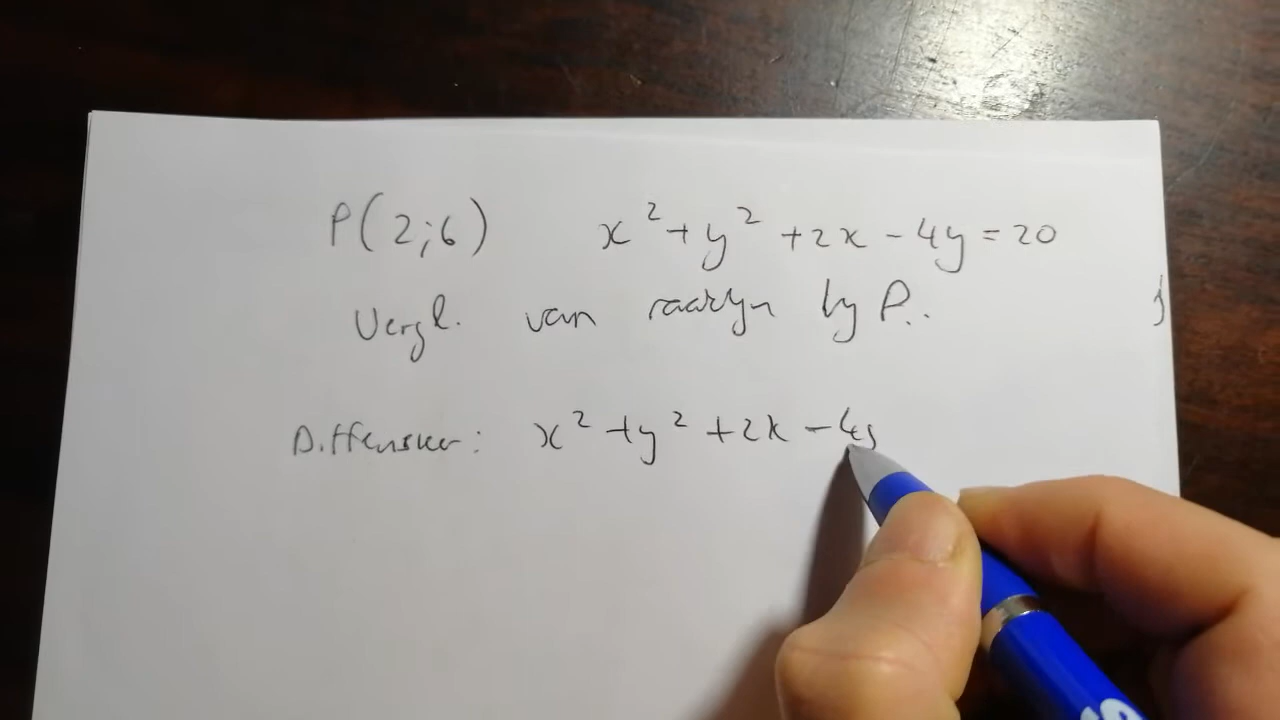 P(2;6) x² + y² + 2x - 4y = 20
Vergl. van raaklyn by P..
Differensieer: x² + y² + 2x - 4y